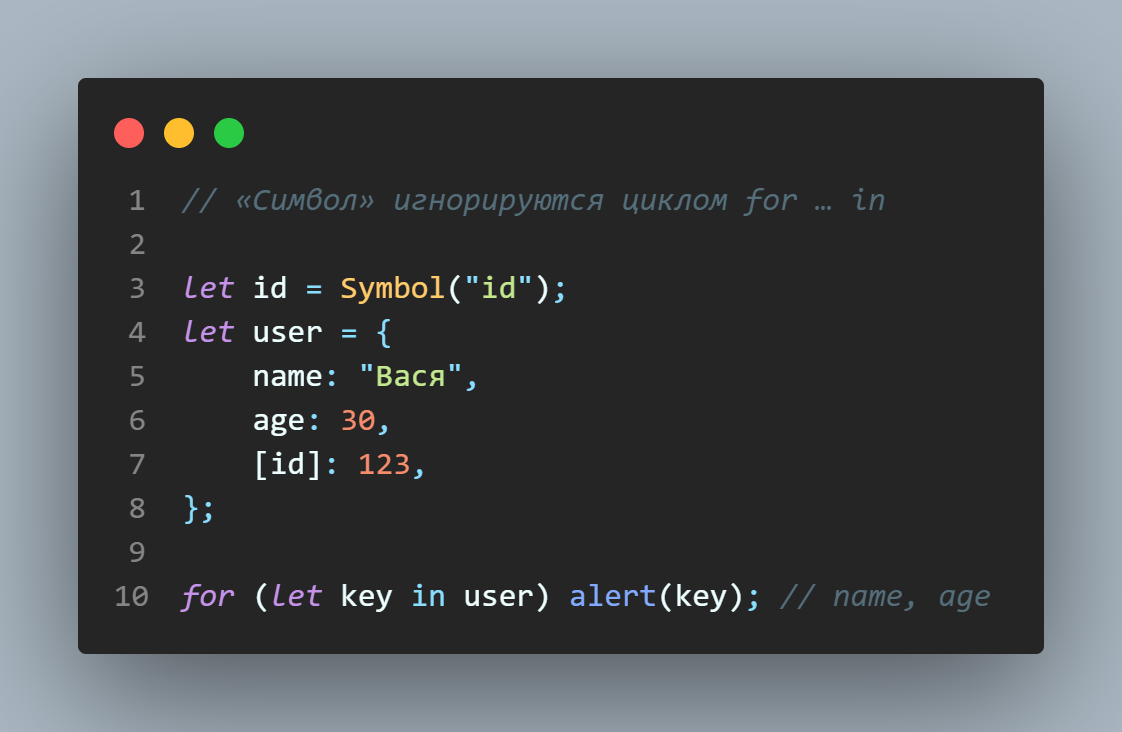 1 // «Символ» игнорируются циклом for … in
2
3 let id = Symbol("id");
4 let user = {
5     name: "Вася",
6     age: 30,
7     [id]: 123,
8 };
9
10 for (let key in user) alert(key); // name, age